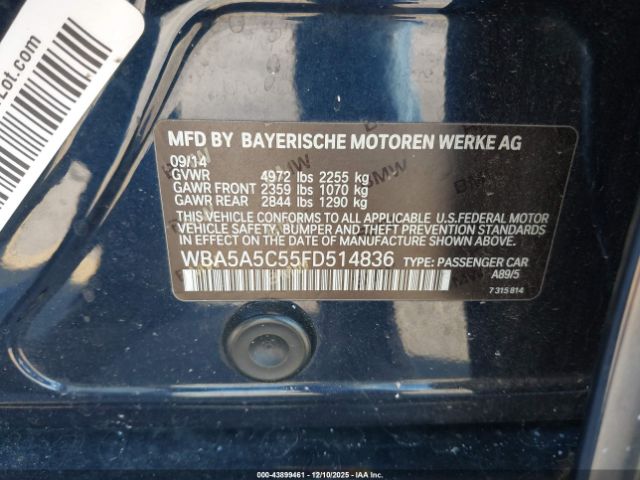 Lot.com
MFD BY BAYERISCHE MOTOREN WERKE AG
09/14
GVWR 4972 lbs 2255 kg
GAWR FRONT 2359 lbs 1070 kg
GAWR REAR 2844 lbs 1290 kg
THIS VEHICLE CONFORMS TO ALL APPLICABLE U.S.FEDERAL MOTOR
VEHICLE SAFETY, BUMPER, AND THEFT PREVENTION STANDARDS
IN EFFECT ON THE DATE OF MANUFACTURE SHOWN ABOVE.
WBA5A5C55FD514836 TYPE: PASSENGER CAR
A89/5
7 315 814
BMW
BMW
00 - 43899461 - 12/10/2025 - IAA Inc.